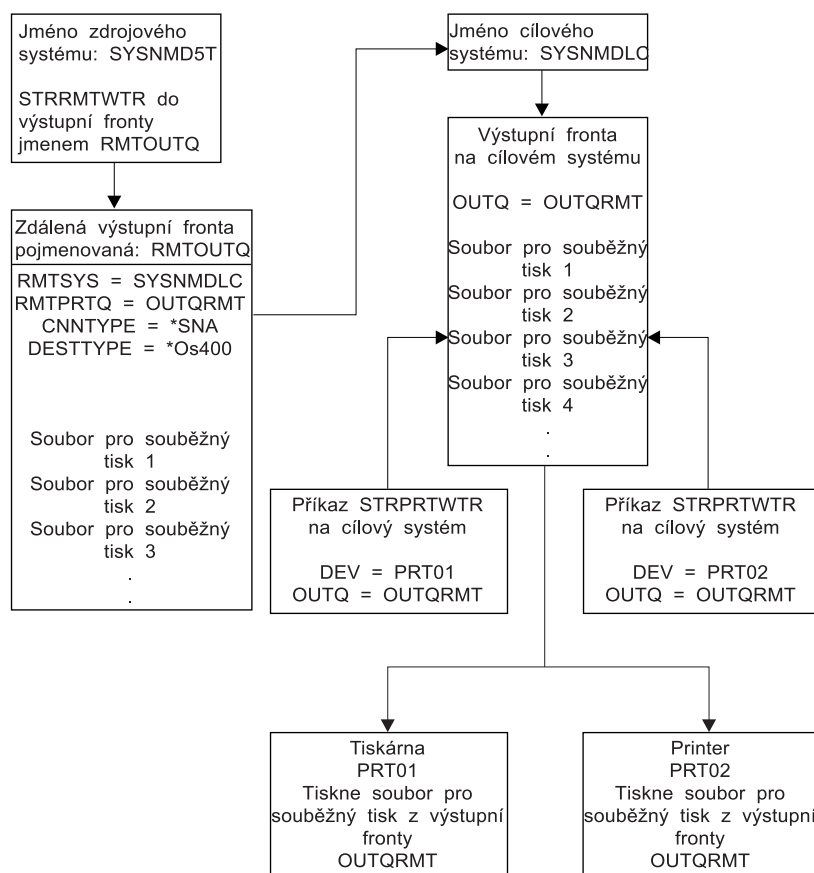 Jméno zdrojového
systému: SYSNMD5T
STRRMTWTR do
výstupní fronty
jmenem RMTOUTQ
Zdálená výstupní fronta
pojmenovaná: RMTOUTQ
RMTSYS = SYSNMDLC
RMTPRTQ = OUTQRMT
CNNTYPE = *SNA
DESTTYPE = *Os400
Soubor pro souběžný
tisk 1
Soubor pro souběžný
tisk 2
Soubor pro souběžný
tisk 3
.
.
Jméno cílového
systému: SYSNMDLC
Výstupní fronta
na cílovém systému
OUTQ = OUTQRMT
Soubor pro souběžný
tisk 1
Soubor pro souběžný
tisk 2
Soubor pro souběžný
tisk 3
Soubor pro souběžný
tisk 4
.
.
Příkaz STRPRTWTR
na cílový systém
DEV = PRT01
OUTQ = OUTQRMT
Příkaz STRPRTWTR
na cílový systém
DEV = PRT02
OUTQ = OUTQRMT
Tiskárna
PRT01
Tiskne soubor pro
souběžný tisk z výstupní
fronty
OUTQRMT
Printer
PRT02
Tiskne soubor pro
souběžný tisk z výstupní
fronty
OUTQRMT